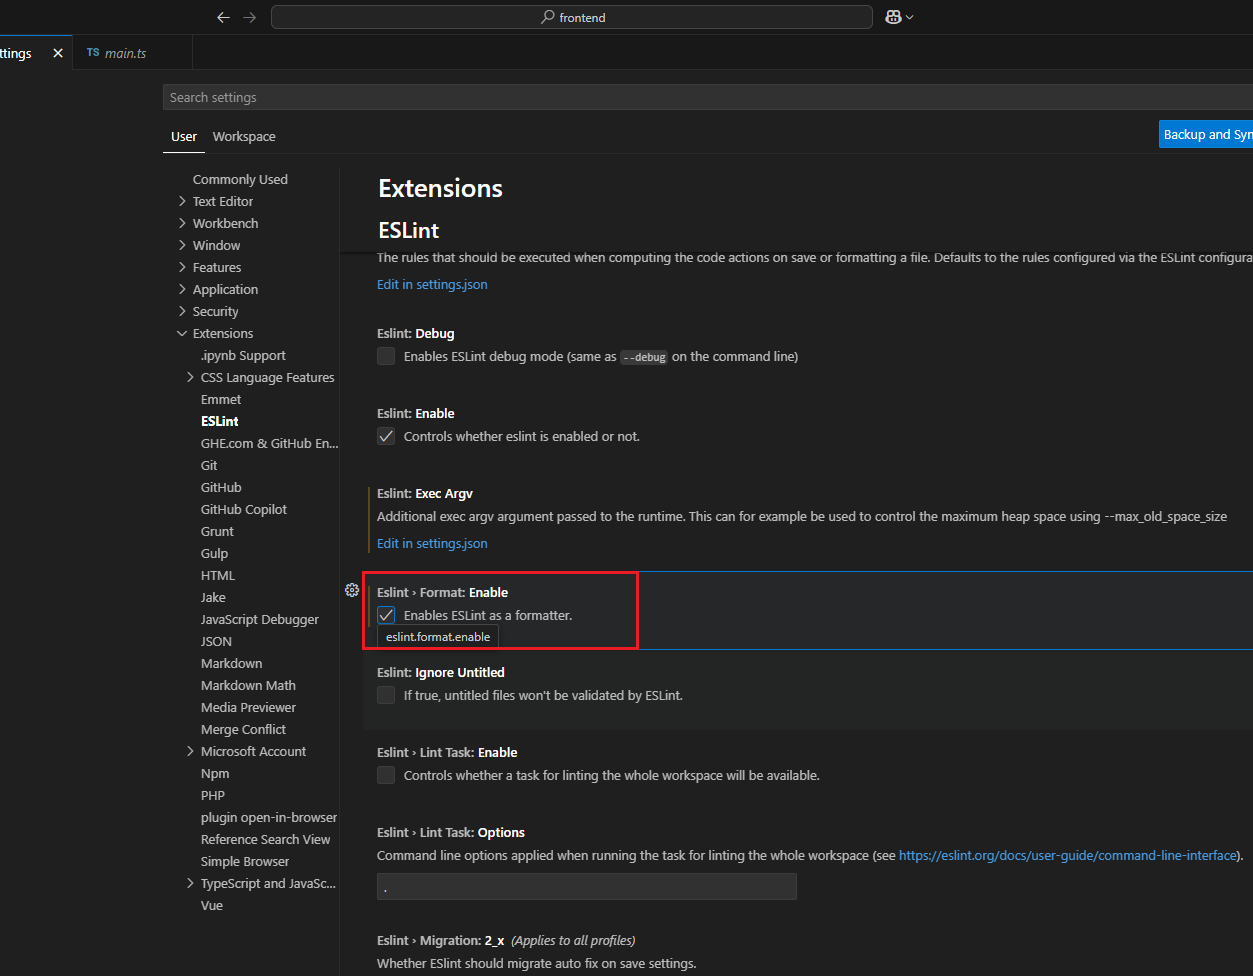 frontend
ttings
TS main.ts
Search settings
User Workspace
Backup and Syn
Commonly Used
Text Editor
Workbench
Window
Features
Application
Security
Extensions
.ipynb Support
CSS Language Features
Emmet
ESLint
GHE.com & GitHub En...
Git
GitHub
GitHub Copilot
Grunt
Gulp
HTML
Jake
JavaScript Debugger
JSON
Markdown
Markdown Math
Media Previewer
Merge Conflict
Microsoft Account
Npm
PHP
plugin open-in-browser
Reference Search View
Simple Browser
TypeScript and JavaSc...
Vue
Extensions
ESLint
The rules that should be executed when computing the code actions on save or formatting a file. Defaults to the rules configured via the ESLint configura
Edit in settings.json
Eslint: Debug
Enables ESLint debug mode (same as --debug on the command line)
Eslint: Enable
Controls whether eslint is enabled or not.
Eslint: Exec Argv
Additional exec argv argument passed to the runtime. This can for example be used to control the maximum heap space using --max_old_space_size
Edit in settings.json
Eslint › Format: Enable
Enables ESLint as a formatter.
eslint.format.enable
Eslint: Ignore Untitled
If true, untitled files won't be validated by ESLint.
Eslint › Lint Task: Enable
Controls whether a task for linting the whole workspace will be available.
Eslint › Lint Task: Options
Command line options applied when running the task for linting the whole workspace (see https://eslint.org/docs/user-guide/command-line-interface).
.
Eslint › Migration: 2_x (Applies to all profiles)
Whether ESlint should migrate auto fix on save settings.